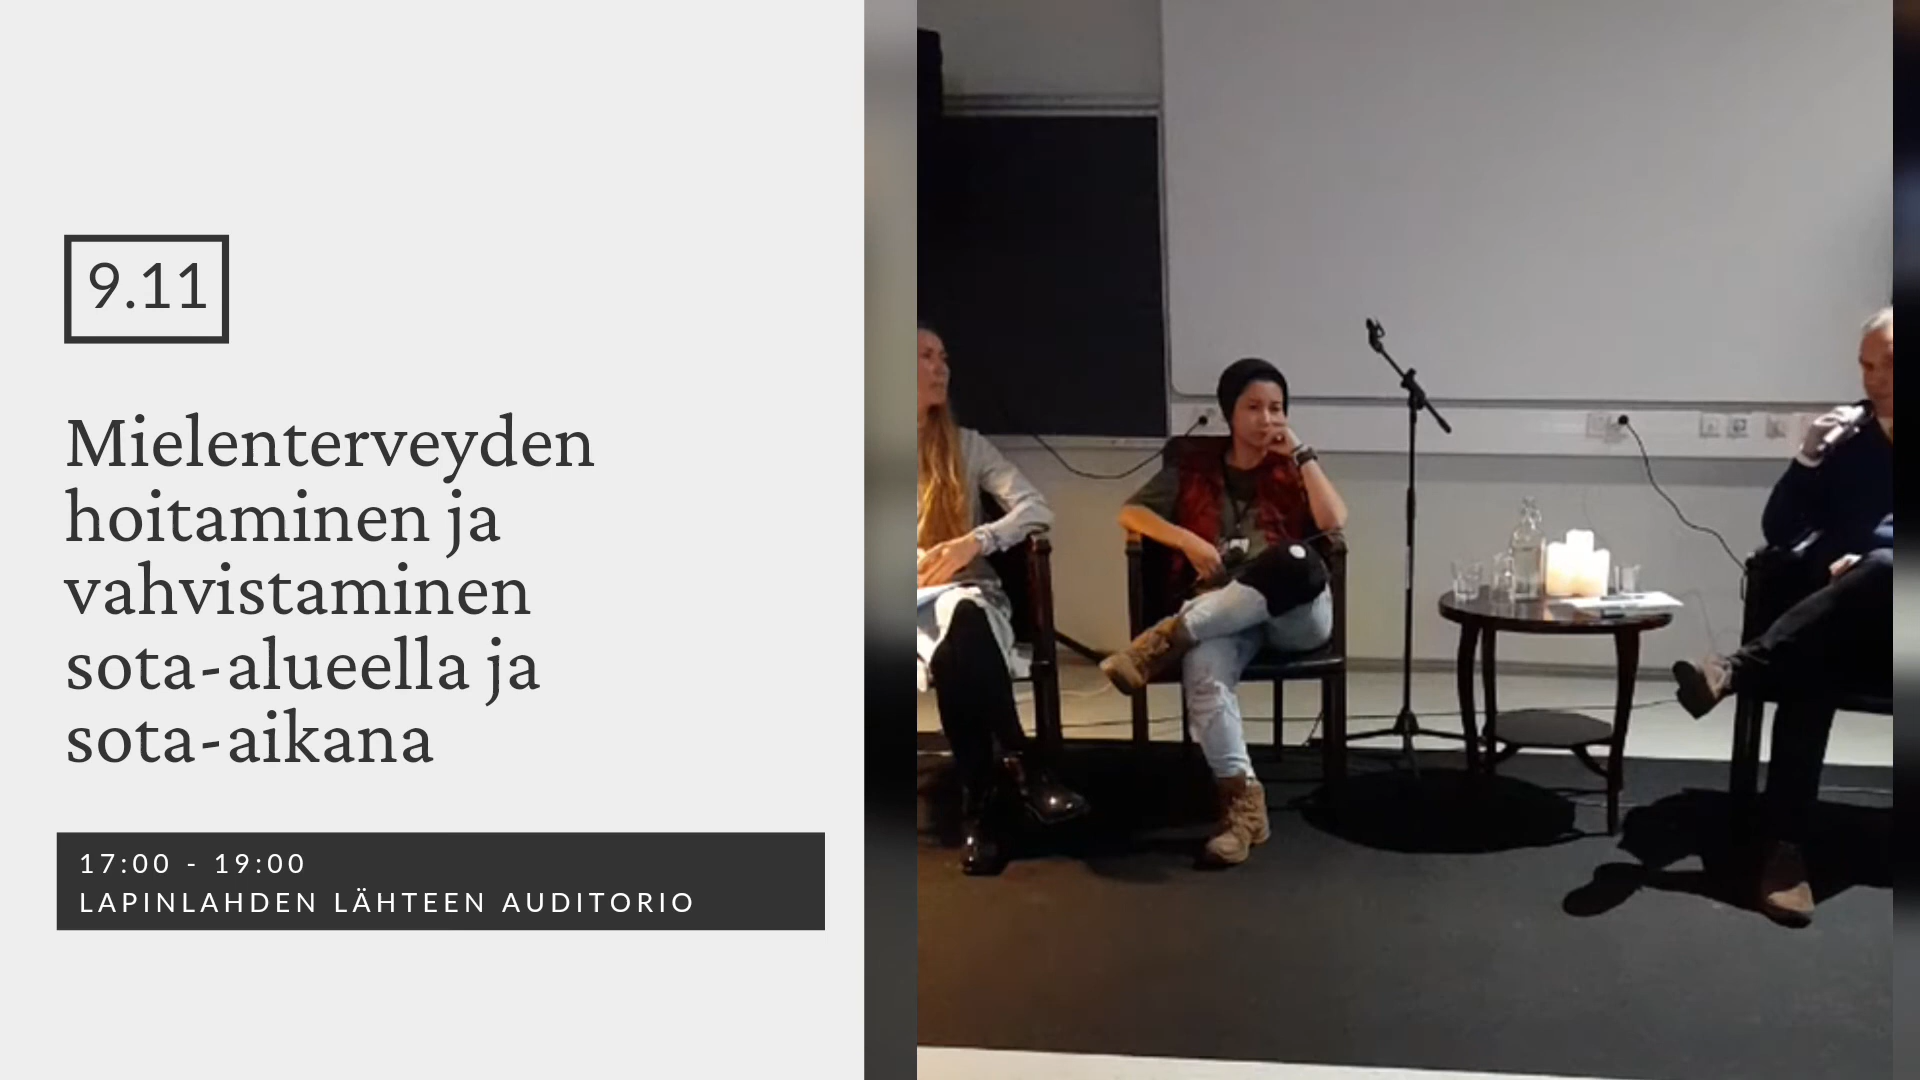 9.11
Mielenterveyden
hoitaminen ja
vahvistaminen
sota-alueella ja
sota-aikana
17:00 - 19:00
LAPINLAHDEN LÄHTEEN AUDITORIO